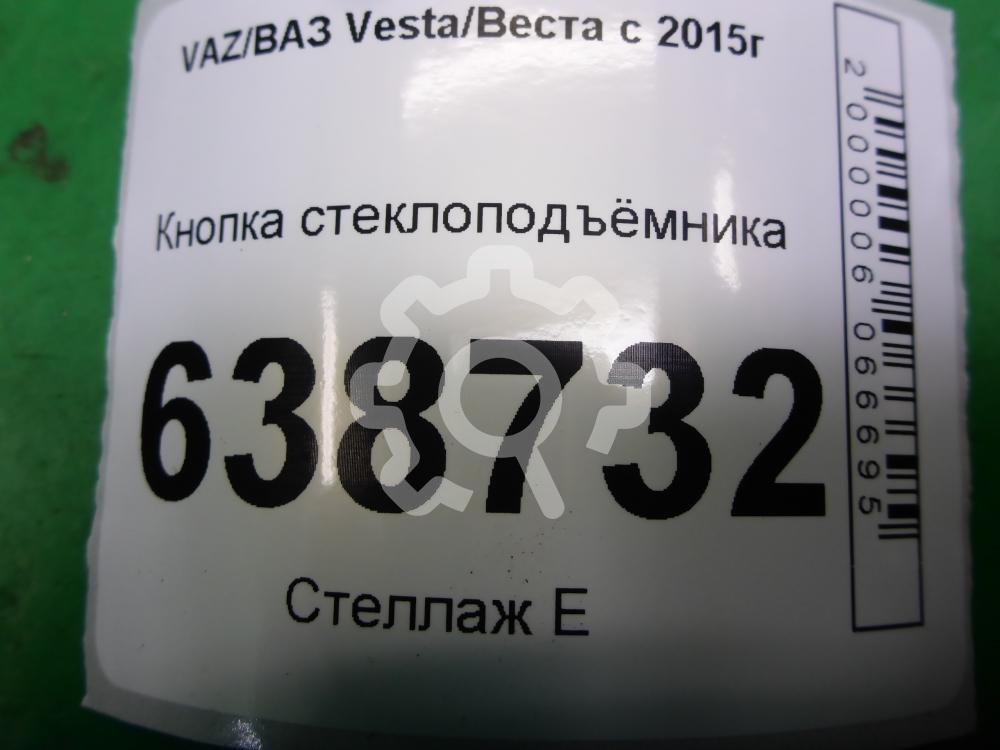 VAZ/ВАЗ Vesta/Веста с 2015г
Кнопка стеклоподъёмника
638732
Стеллаж Е
2000006066695